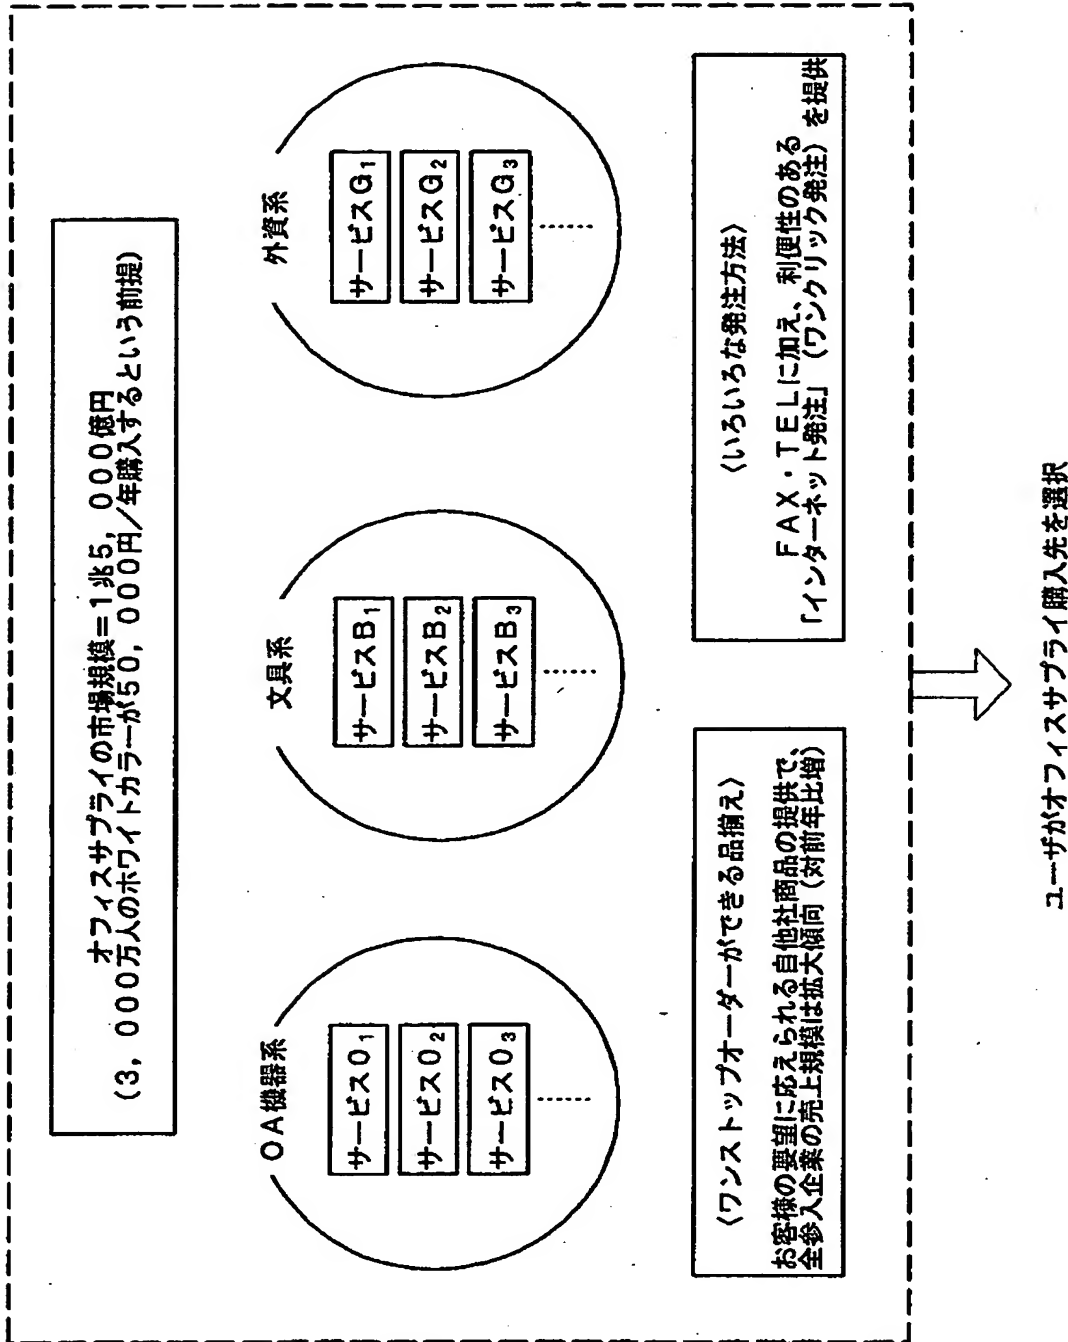 オフィスサプライの市場規模=1兆5,000億円
(3,000万人のホワイトカラーが50,000円/年購入するという前提)
OA機器系
サービスO1
サービスO2
サービスO3
文具系
サービスB1
サービスB2
サービスB3
外資系
サービスG1
サービスG2
サービスG3
〈ワンストップオーダーができる品揃え〉
お客様の要望に応えられる自他社商品の提供で、
全参入企業の売上規模は拡大傾向(対前年比増)
〈いろいろな発注方法〉
FAX・TELに加え、利便性のある
「インターネット発注」(ワンクリック発注)を提供
ユーザがオフィスサプライ購入先を選択